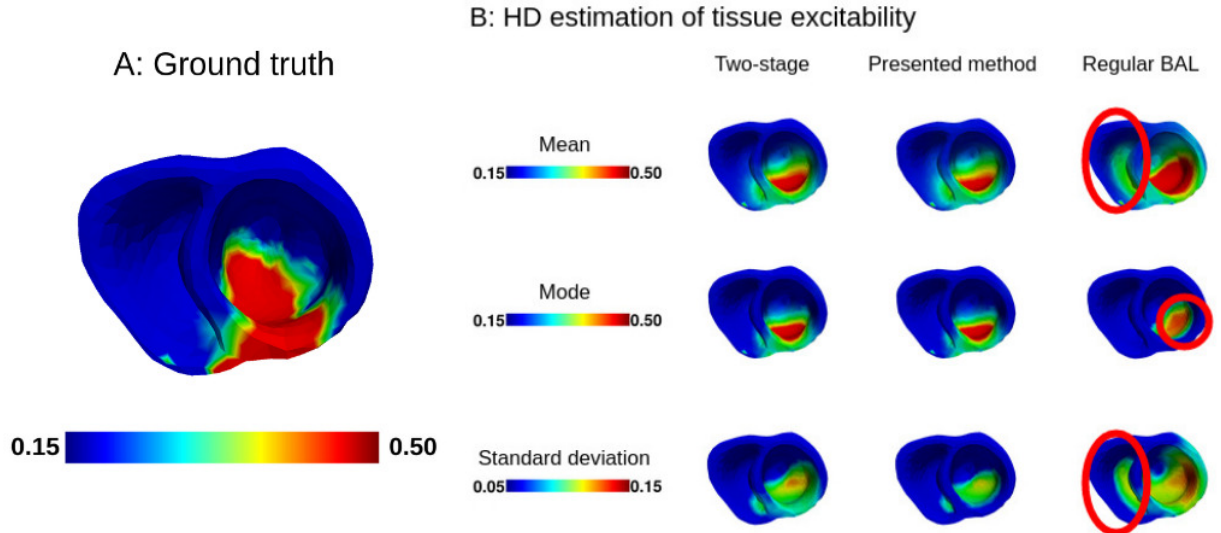 B: HD estimation of tissue excitability
A: Ground truth
Two-stage
Presented method
Regular BAL
Mean
0.15
0.50
Mode
0.15
0.50
0.15
0.50
Standard deviation
0.05
0.15